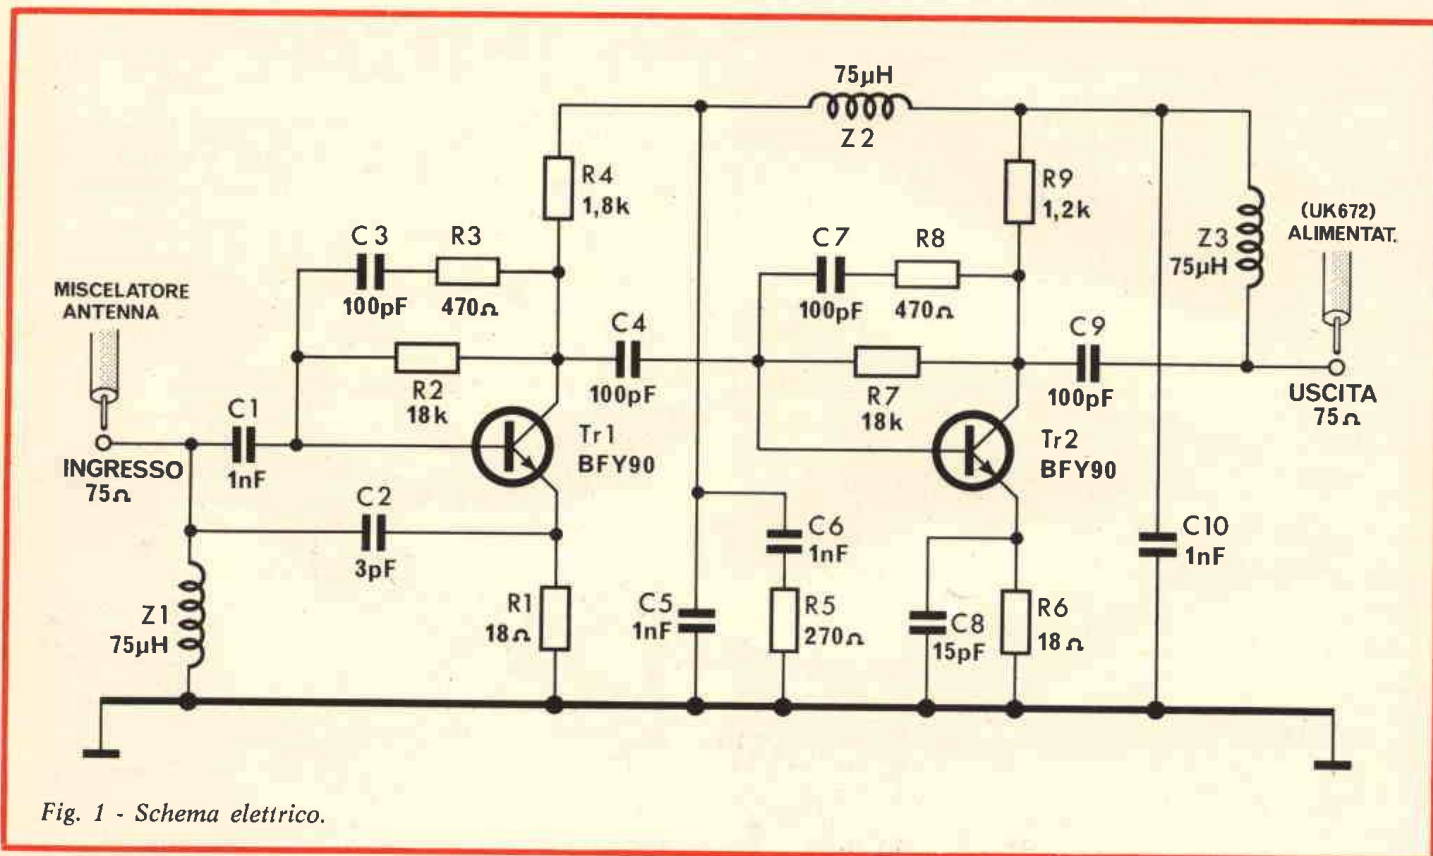 75µH
Z2
R4
1,8k
R9
1,2k
(UK672)
ALIMENTAT.
Z3
75µH
C3
100pF
R3
470Ω
C7
100pF
R8
470Ω
MISCELATORE
ANTENNA
C4
100pF
C9
100pF
R2
18k
R7
18k
USCITA
75Ω
C1
1nF
INGRESSO
75Ω
Tr1
BFY90
Tr2
BFY90
C2
3pF
C6
1nF
C10
1nF
Z1
75µH
R1
18Ω
C5
1nF
R5
270Ω
C8
15pF
R6
18Ω
Fig. 1 - Schema elettrico.